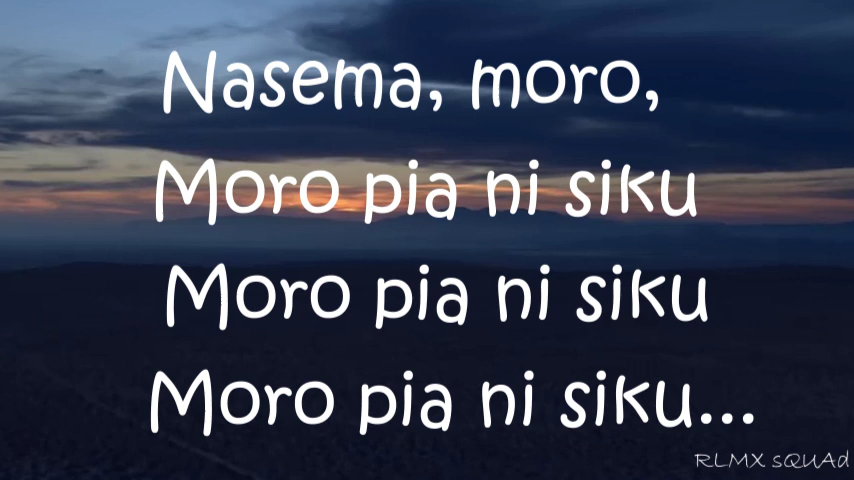 Nasema, moro,
Moro pia ni siku
Moro pia ni siku
Moro pia ni siku...
RLMX SQUAd